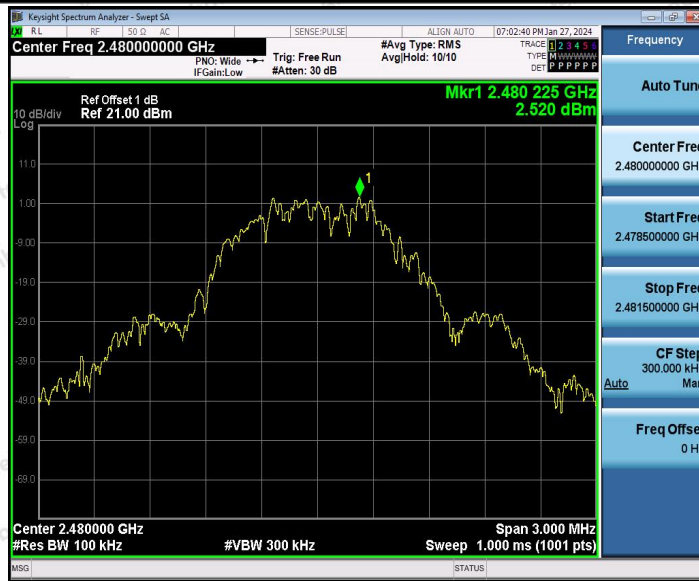 Keysight Spectrum Analyzer - Swept SA
RL RF 50 Ω AC SENSE:PULSE ALIGN AUTO 07:02:40 PM Jan 27, 2024
Center Freq 2.480000000 GHz
PNO: Wide
IFGain:Low
Trig: Free Run
#Atten: 30 dB
#Avg Type: RMS
Avg|Hold: 10/10
TRACE 1 2 3 4 5 6
TYPE M WWWWW
DET P P P P P P
Ref Offset 1 dB
10 dB/div Ref 21.00 dBm
Log
Mkr1 2.480 225 GHz
2.520 dBm
1
11.0
1.00
-9.00
-19.0
-29.0
-39.0
-49.0
-59.0
-69.0
Center 2.480000 GHz Span 3.000 MHz
#Res BW 100 kHz #VBW 300 kHz Sweep 1.000 ms (1001 pts)
MSG STATUS
Frequency
Auto Tun
Center Fre
2.480000000 GH
Start Fre
2.478500000 GH
Stop Fre
2.481500000 GH
CF Ste
300.000 kH
Auto Ma
Freq Offse
0 H